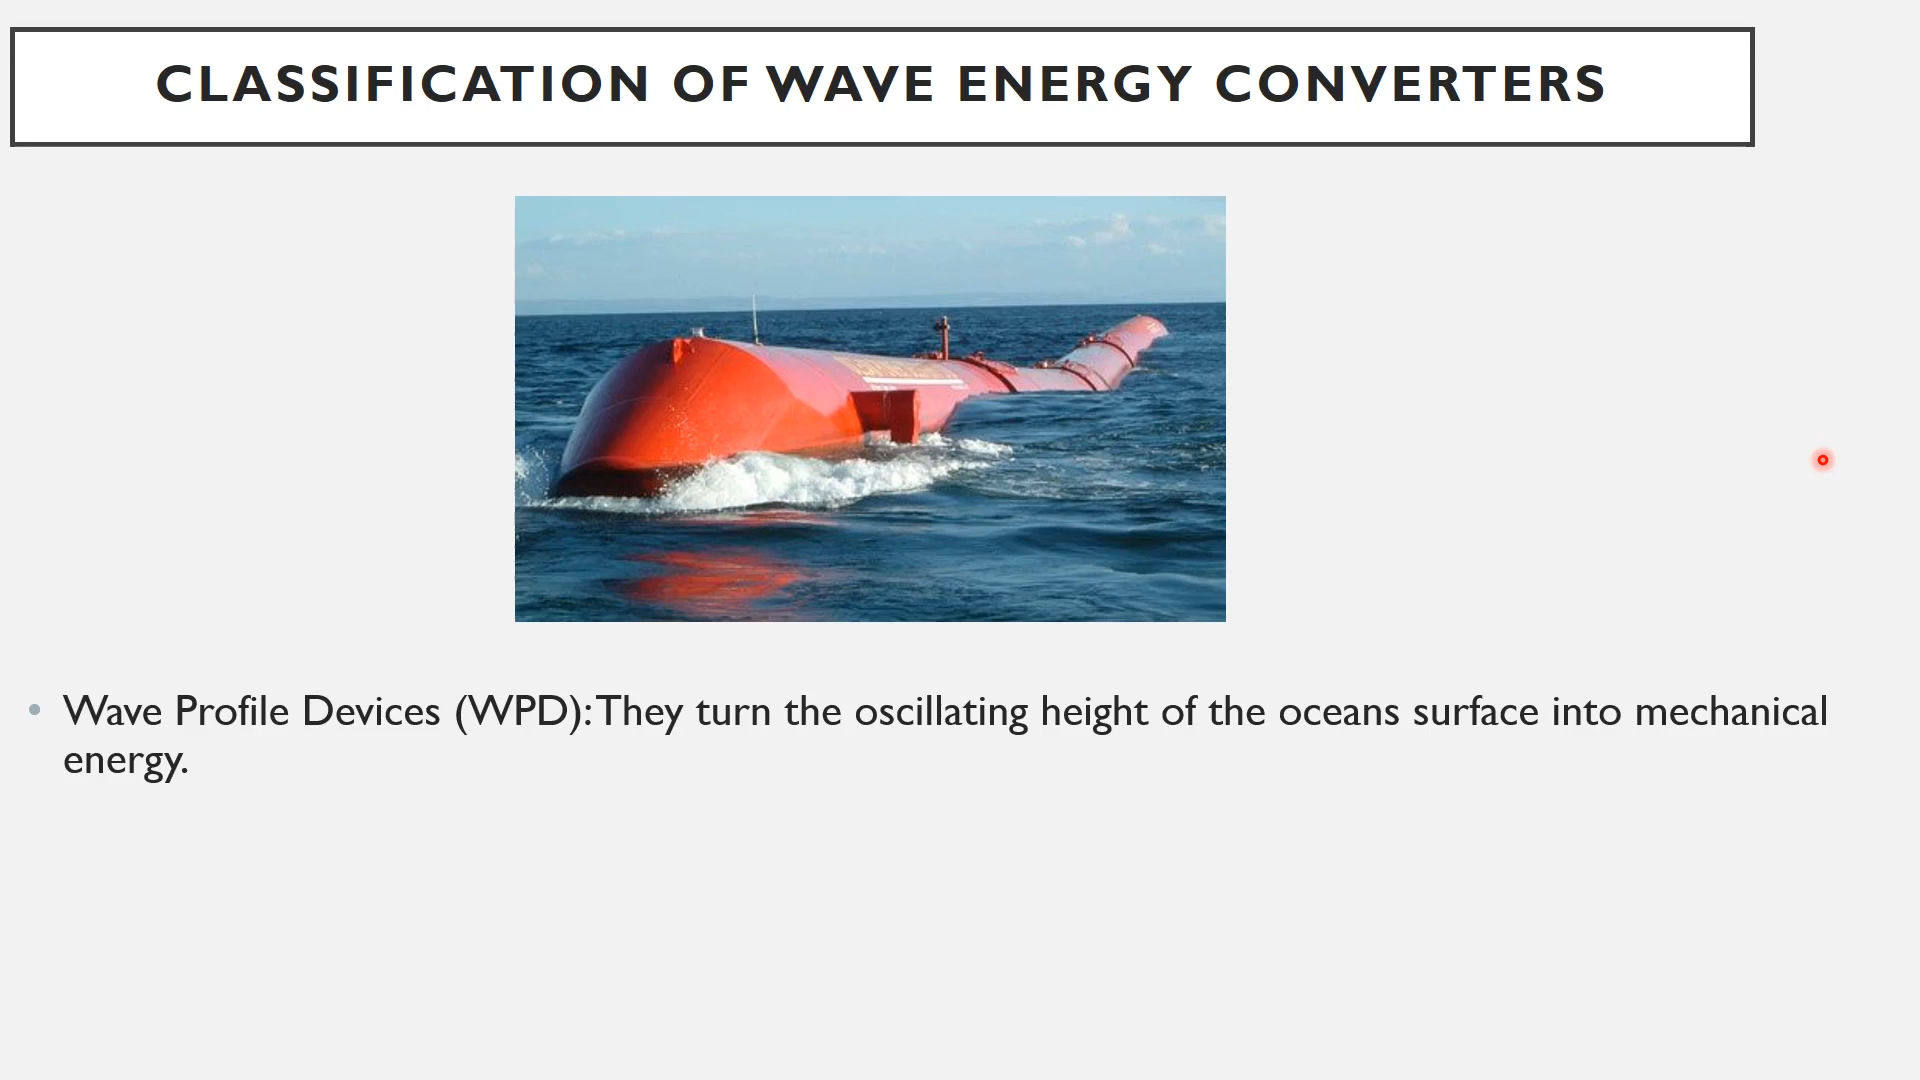 CLASSIFICATION OF WAVE ENERGY CONVERTERS
• Wave Profile Devices (WPD): They turn the oscillating height of the oceans surface into mechanical
energy.